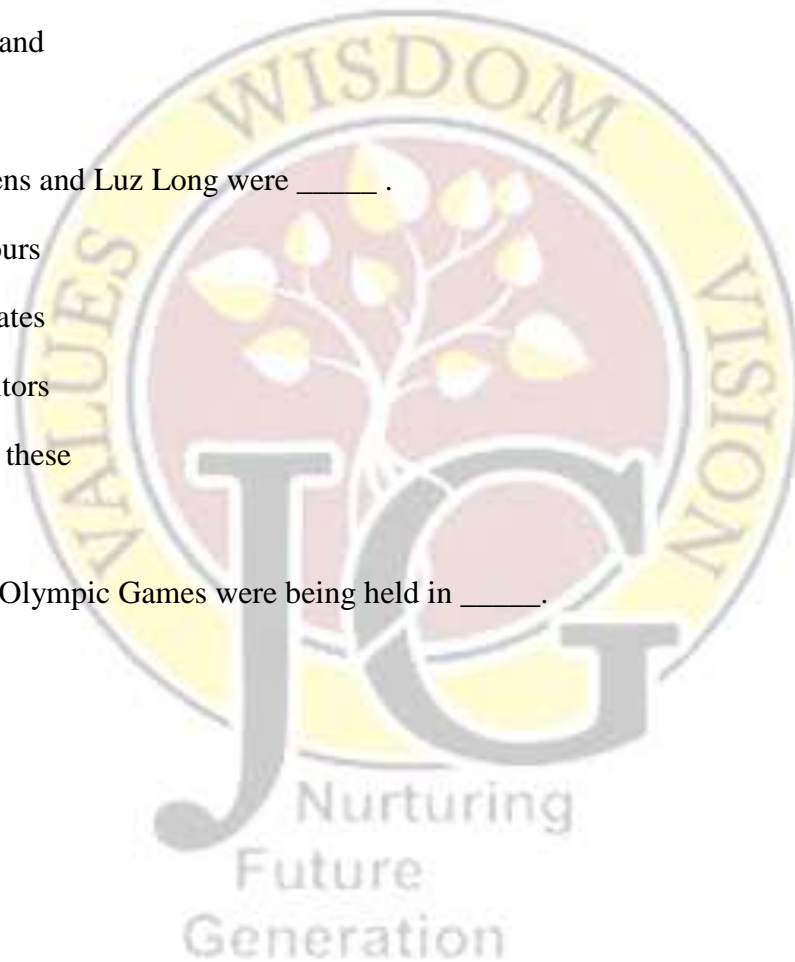 and
ens and Luz Long were _____ .
ours
ates
itors
these
Olympic Games were being held in _____.
WISDOM
VALUES
VISION
JG
Nurturing
Future
Generation